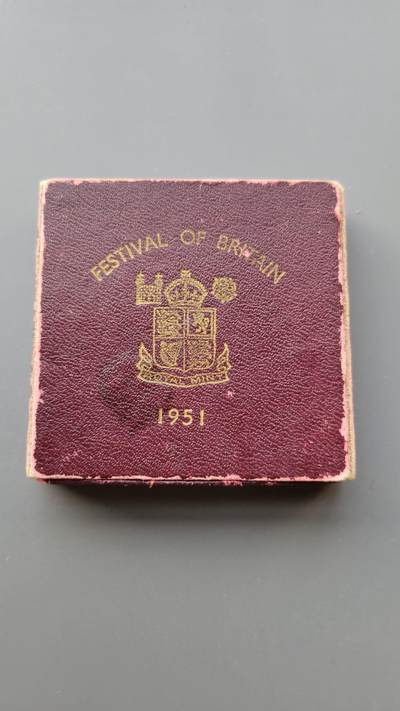 FESTIVAL OF BRITAIN
ROYAL MINT
1951